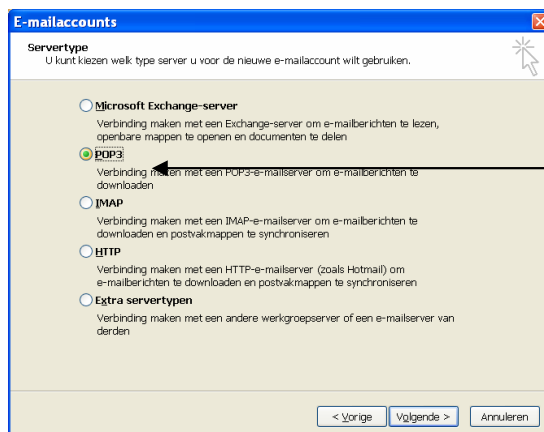 E-mailaccounts
Servertype
U kunt kiezen welk type server u voor de nieuwe e-mailaccount wilt gebruiken.
Microsoft Exchange-server
Verbinding maken met een Exchange-server om e-mailberichten te lezen,
openbare mappen te openen en documenten te delen
POP3
Verbinding maken met een POP3-e-mailserver om e-mailberichten te
downloaden
IMAP
Verbinding maken met een IMAP-e-mailserver om e-mailberichten te
downloaden en postvakmappen te synchroniseren
HTTP
Verbinding maken met een HTTP-e-mailserver (zoals Hotmail) om
e-mailberichten te downloaden en postvakmappen te synchroniseren
Extra servertypen
Verbinding maken met een andere werkgroepserver of een e-mailserver van
derden
< Vorige Volgende > Annuleren